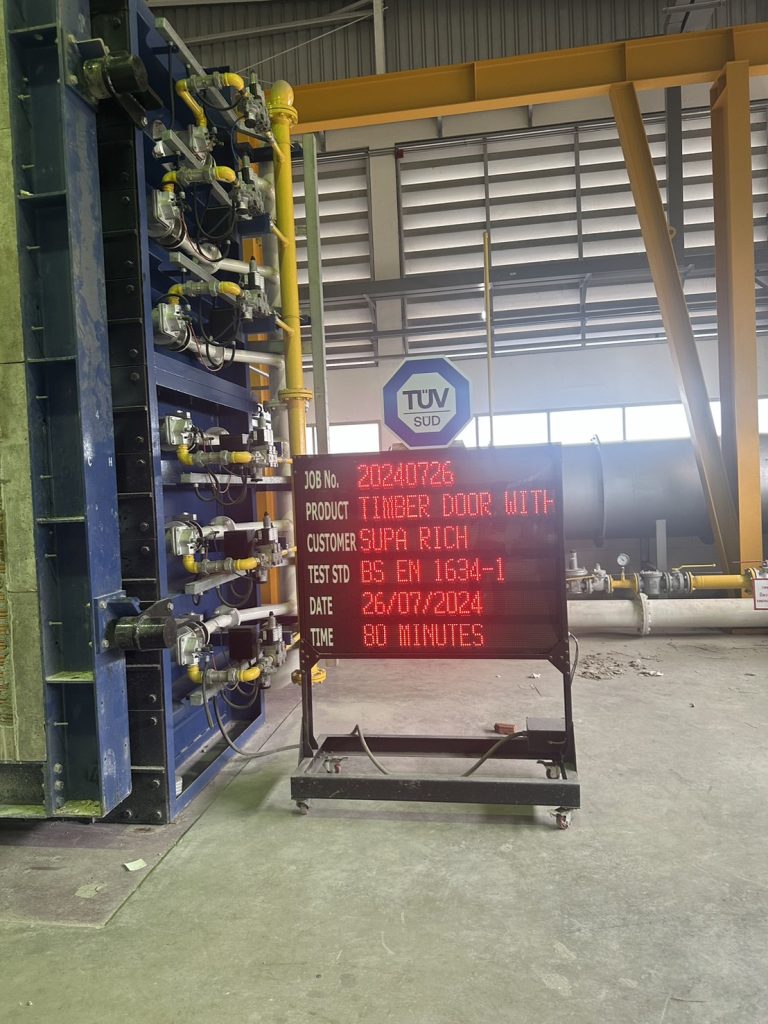 TÜV
SÜD
JOB No. 20240726
PRODUCT TIMBER DOOR WITH
CUSTOMER SUPA RICH
TEST STD BS EN 1634-1
DATE 26/07/2024
TIME 80 MINUTES